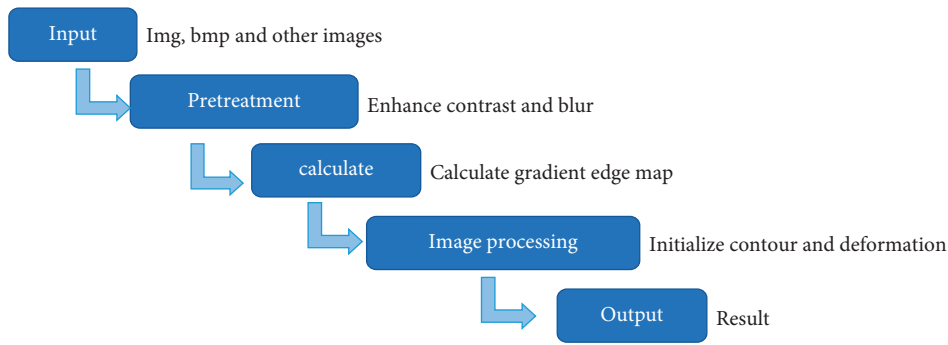 Input
Img, bmp and other images
Pretreatment
Enhance contrast and blur
calculate
Calculate gradient edge map
Image processing
Initialize contour and deformation
Output
Result